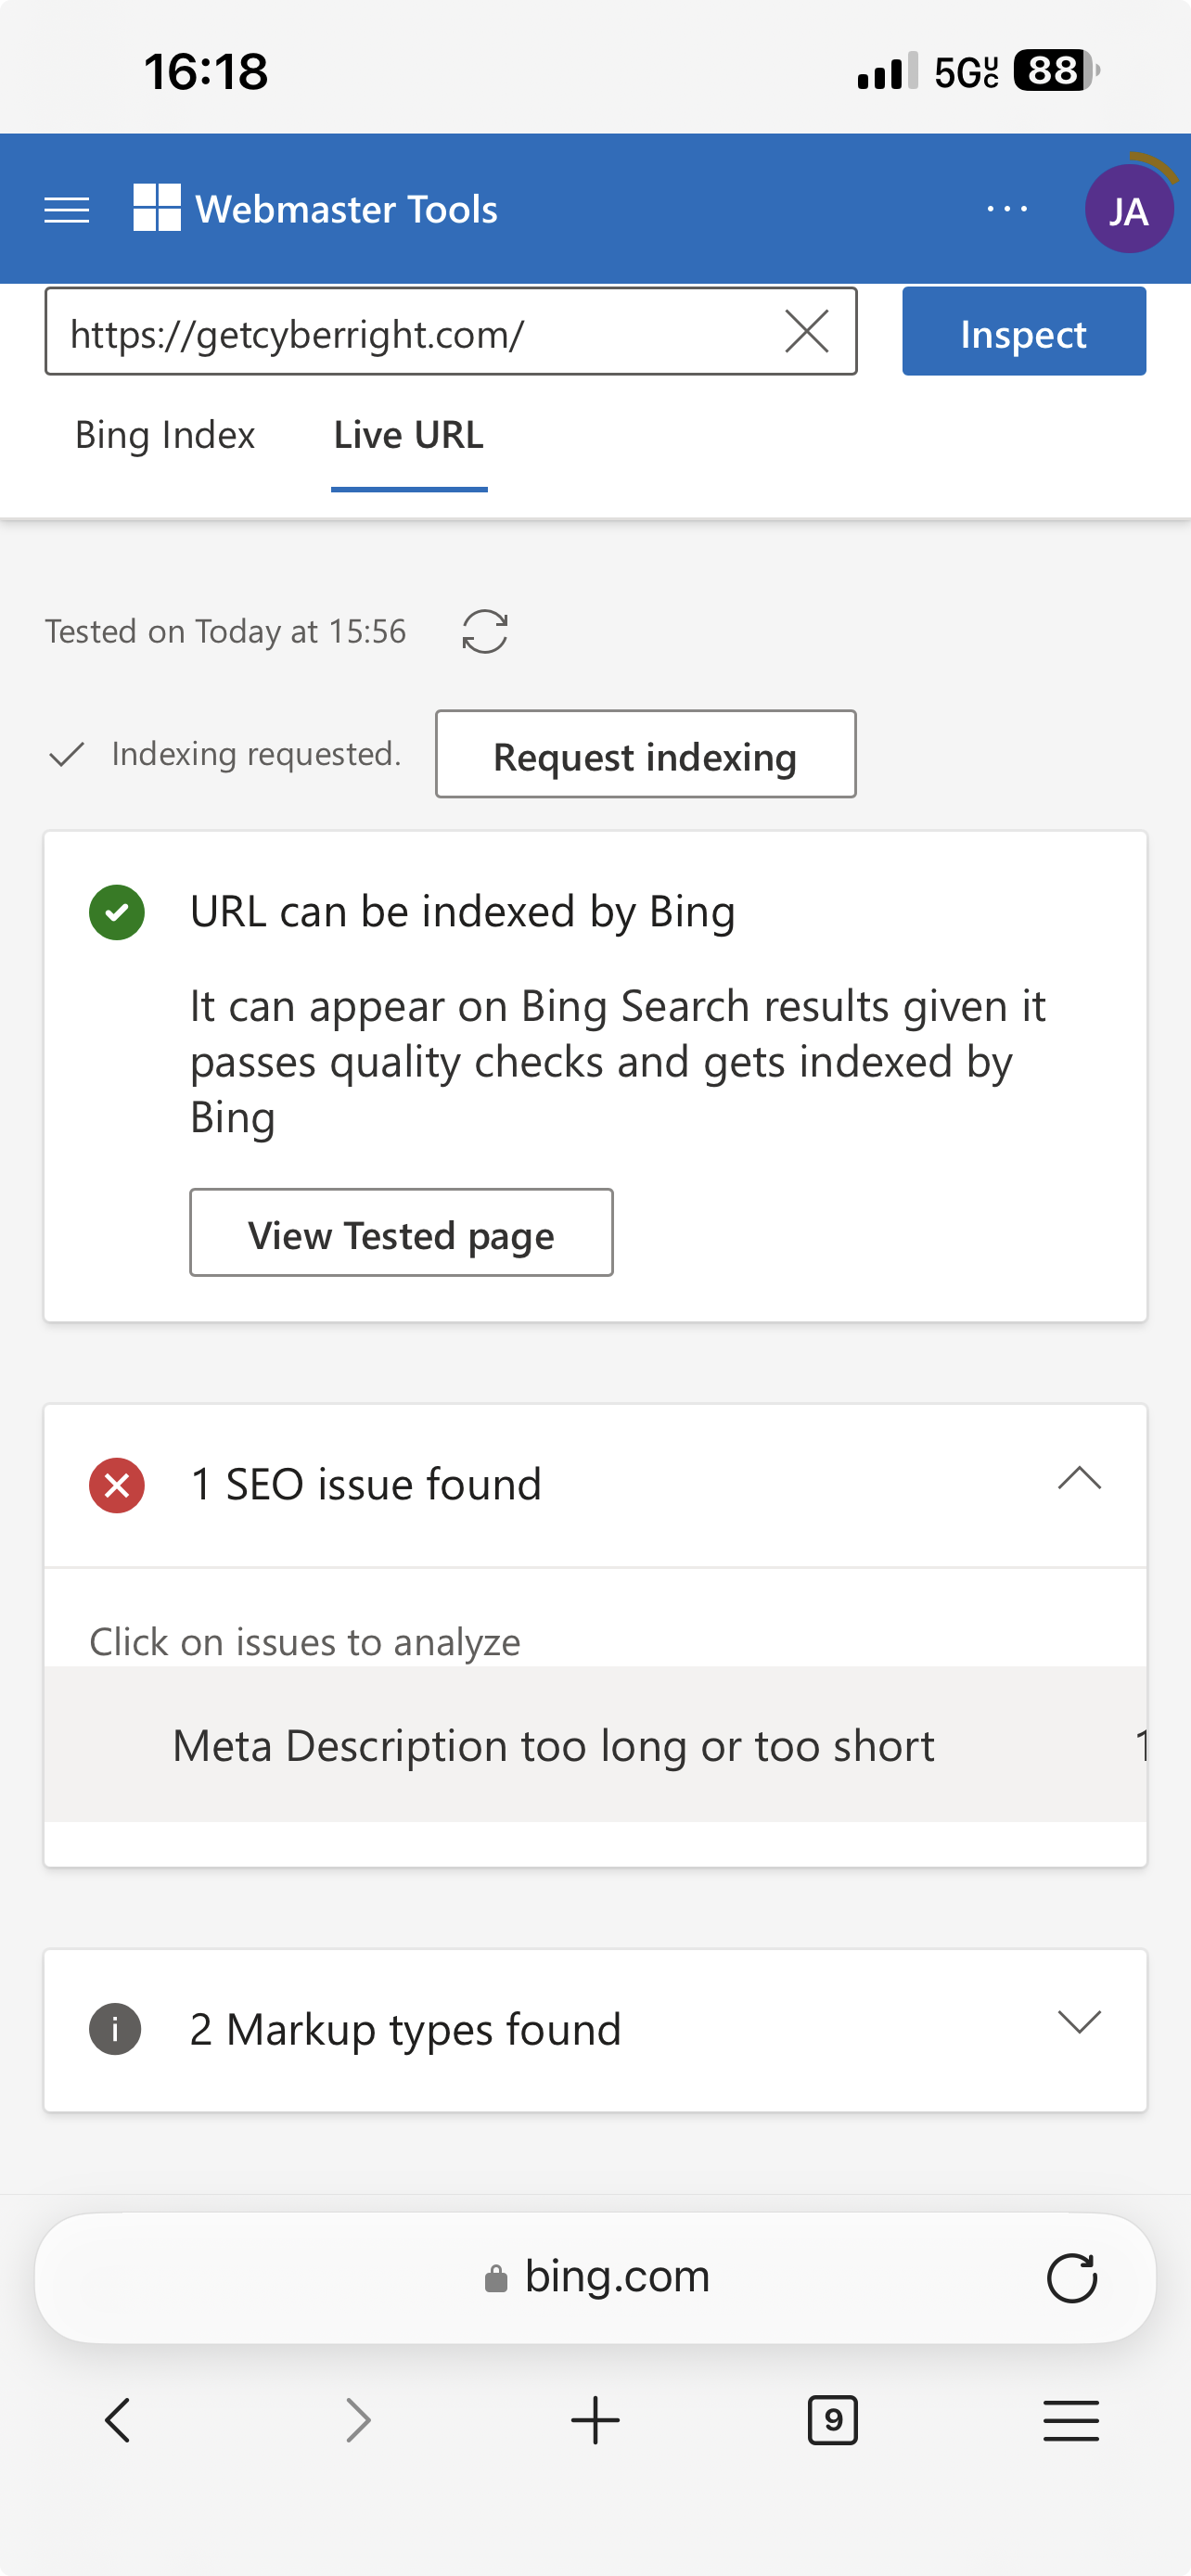 16:18
5G UC 88
Webmaster Tools
... JA
https://getcyberright.com/
Inspect
Bing Index Live URL
Tested on Today at 15:56
Indexing requested. Request indexing
URL can be indexed by Bing
It can appear on Bing Search results given it
passes quality checks and gets indexed by
Bing
View Tested page
1 SEO issue found
Click on issues to analyze
Meta Description too long or too short 1
i 2 Markup types found
bing.com
9